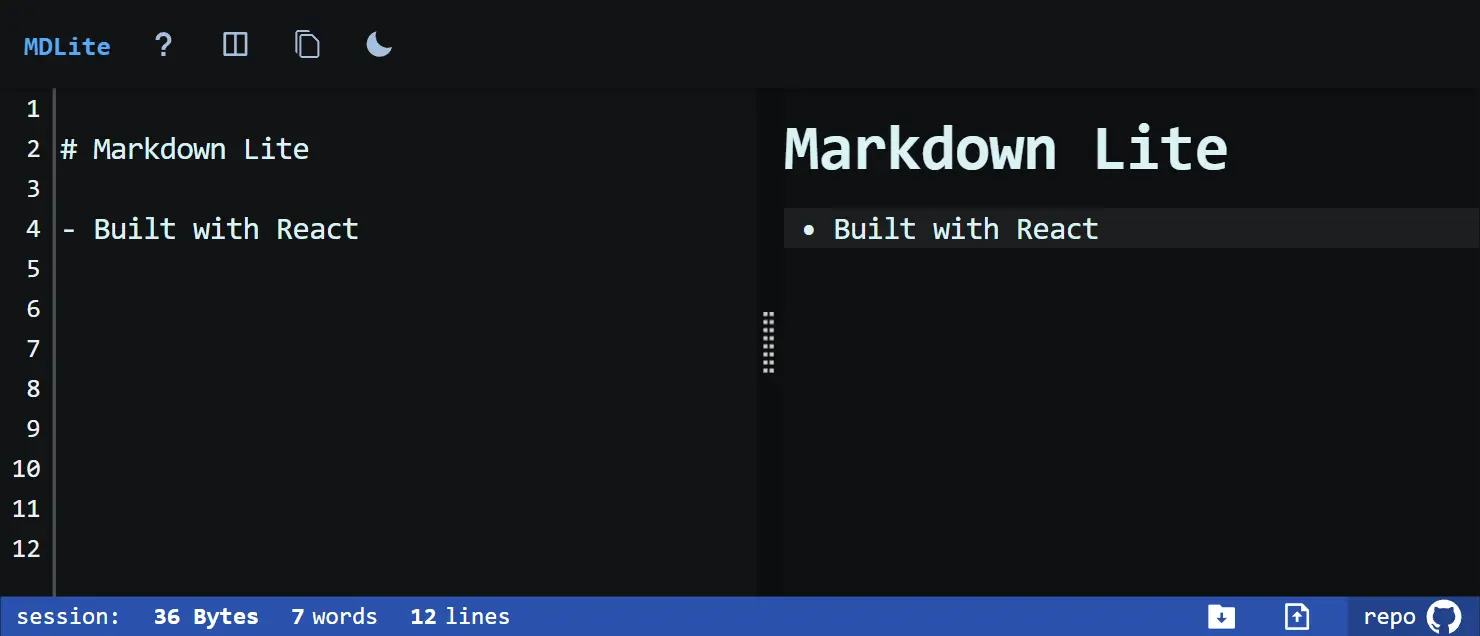 MDLite ?
1
2 # Markdown Lite
3
4 - Built with React
5
6
7
8
9
10
11
12
Markdown Lite
• Built with React
session: 36 Bytes 7 words 12 lines
repo